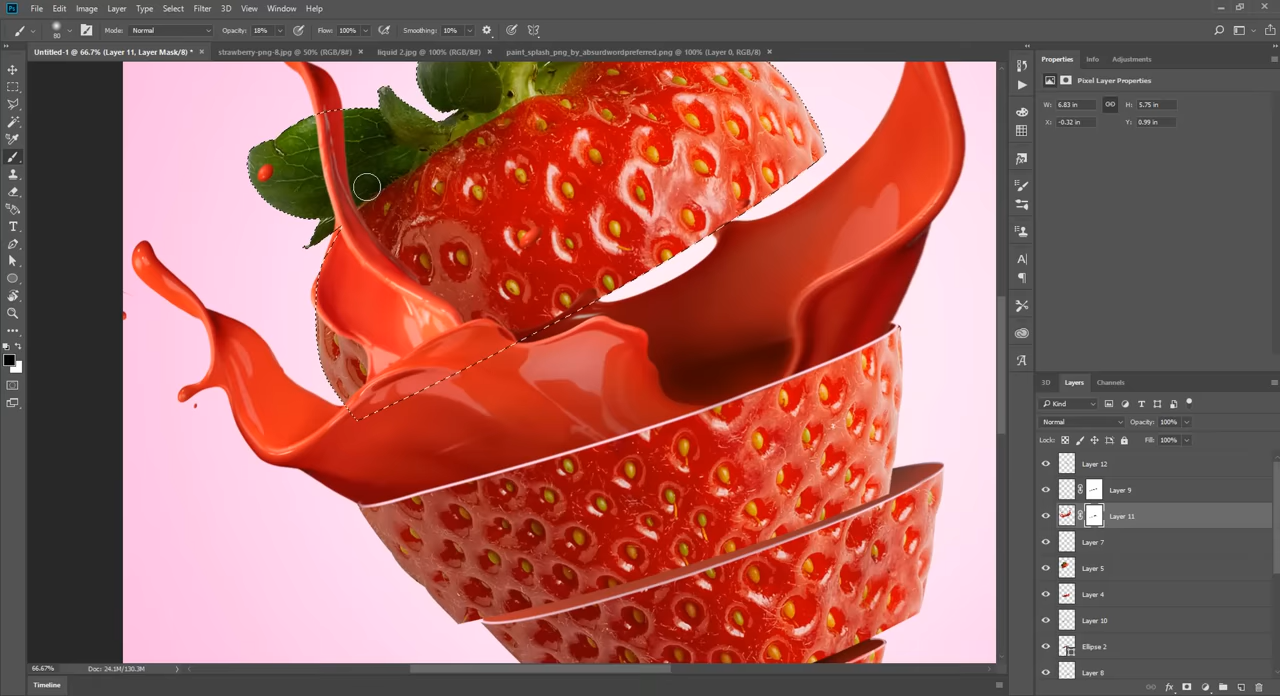 Ps File Edit Image Layer Type Select Filter 3D View Window Help
80 Mode: Normal Opacity: 18% Flow: 100% Smoothing: 10%
Untitled-1 @ 66.7% (Layer 11, Layer Mask/8) * × strawberry-png-8.jpg @ 50% (RGB/8#) × liquid 2.jpg @ 100% (RGB/8#) × paint_splash_png_by_absurdwordpreferred.png @ 100% (Layer 0, RGB/8) ×
Properties Info Adjustments
Pixel Layer Properties
W: 6.83 in H: 5.75 in
X: -0.32 in Y: 0.99 in
3D Layers Channels
Kind
Normal Opacity: 100%
Lock: Fill: 100%
Layer 12
Layer 9
Layer 11
Layer 7
Layer 5
Layer 4
Layer 10
Ellipse 2
Layer 8
66.67% Doc: 24.1M/130.3M
Timeline